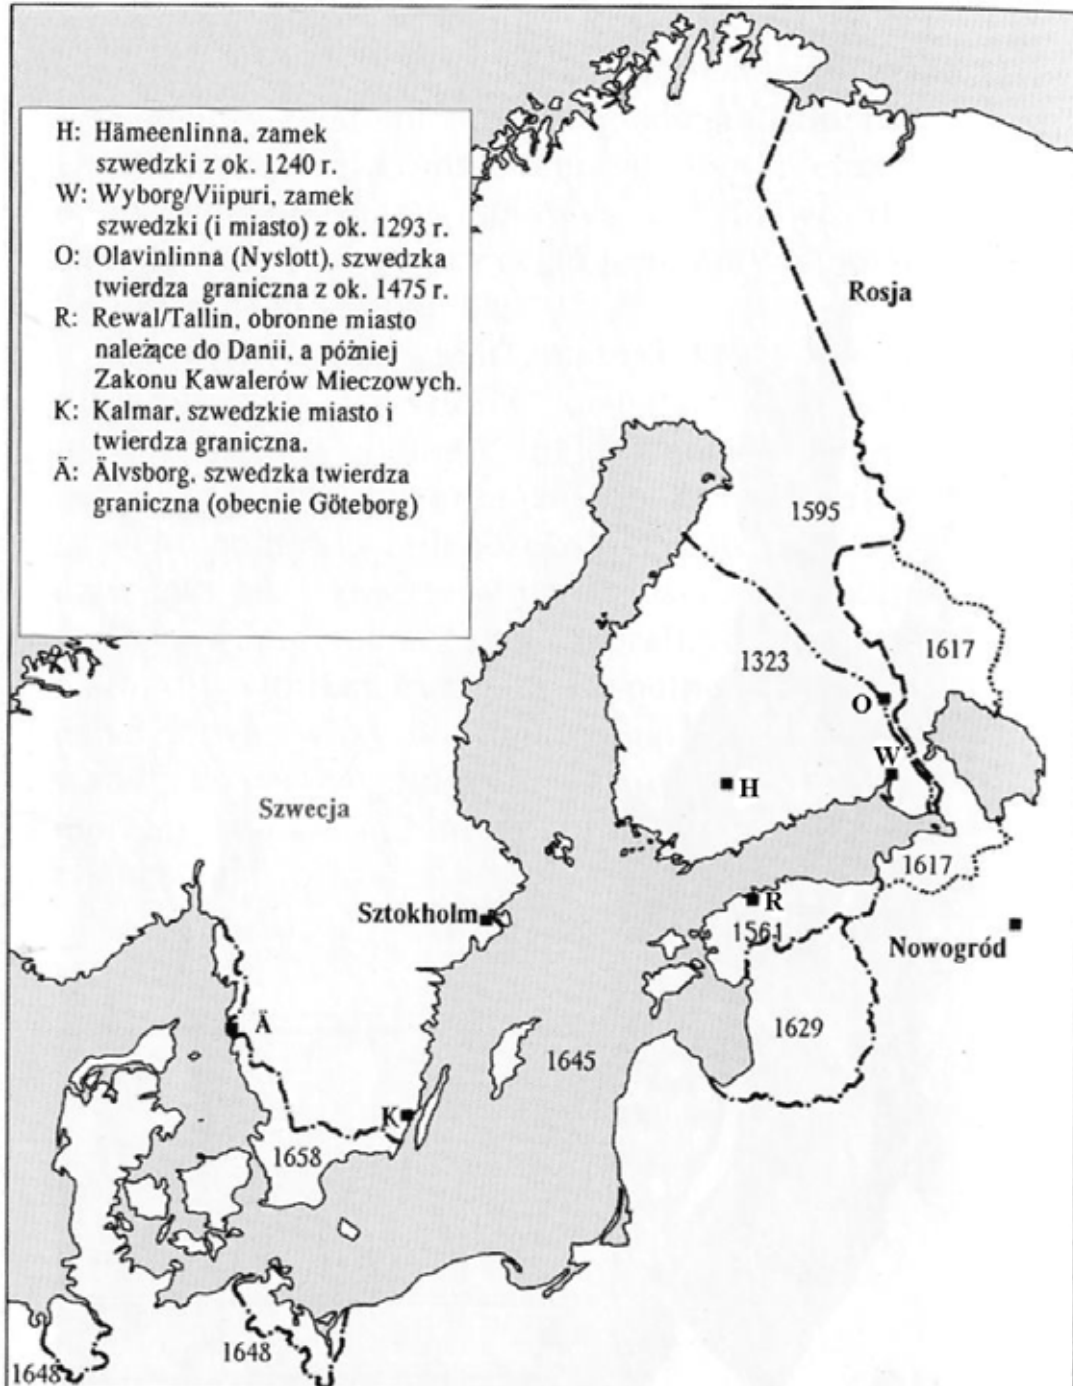 H: Hämeenlinna, zamek
szwedzki z ok. 1240 r.
W: Wyborg/Viipuri, zamek
szwedzki (i miasto) z ok. 1293 r.
O: Olavinlinna (Nyslott), szwedzka
twierdza graniczna z ok. 1475 r.
R: Rewal/Tallin, obronne miasto
należące do Danii, a później
Zakonu Kawalerów Mieczowych.
K: Kalmar, szwedzkie miasto i
twierdza graniczna.
Ä: Älvsborg, szwedzka twierdza
graniczna (obecnie Göteborg)
Rosja
1595
1323
1617
O
W
H
Szwecja
1617
Sztokholm
R
1561
Nowogród
Ä
1629
1645
K
1658
1648
1648